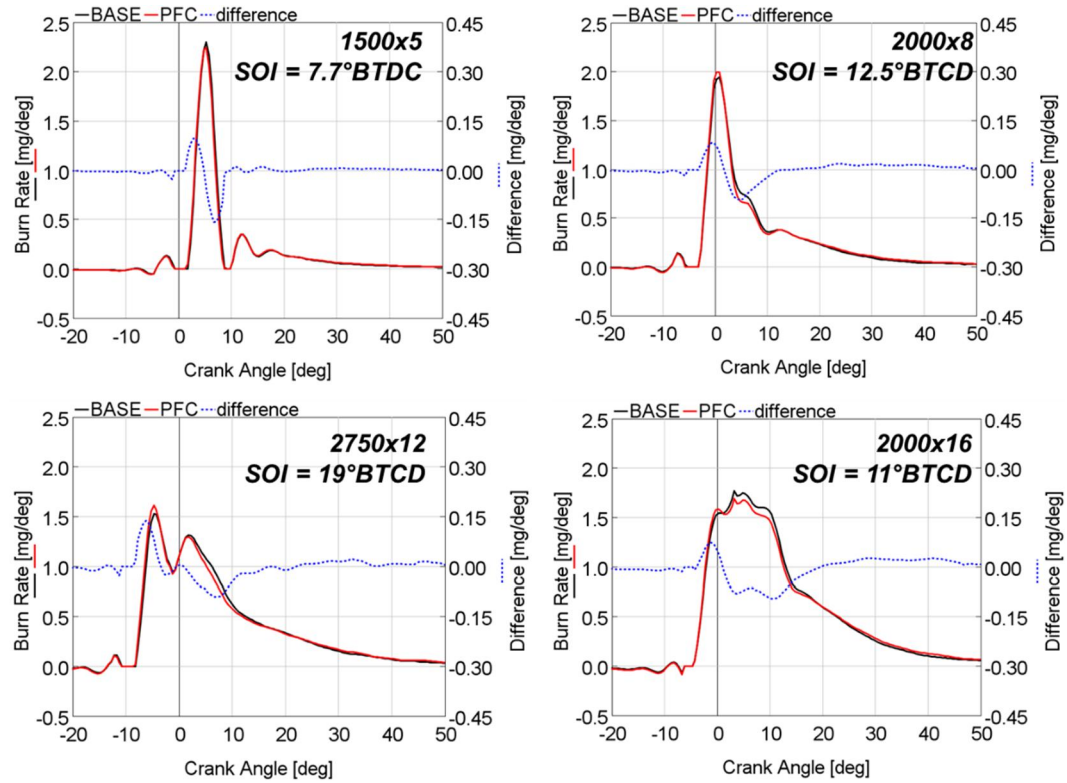 BASE PFC difference
1500x5
SOI = 7.7°BTDC
2.5
2.0
1.5
1.0
0.5
0.0
-0.5
0.45
0.30
0.15
0.00
-0.15
-0.30
-0.45
Burn Rate [mg/deg]
Difference [mg/deg]
-20 -10 0 10 20 30 40 50
Crank Angle [deg]
BASE PFC difference
2000x8
SOI = 12.5°BTCD
2.5
2.0
1.5
1.0
0.5
0.0
-0.5
0.45
0.30
0.15
0.00
-0.15
-0.30
-0.45
Burn Rate [mg/deg]
Difference [mg/deg]
-20 -10 0 10 20 30 40 50
Crank Angle [deg]
BASE PFC difference
2750x12
SOI = 19°BTCD
2.5
2.0
1.5
1.0
0.5
0.0
-0.5
0.45
0.30
0.15
0.00
-0.15
-0.30
-0.45
Burn Rate [mg/deg]
Difference [mg/deg]
-20 -10 0 10 20 30 40 50
Crank Angle [deg]
BASE PFC difference
2000x16
SOI = 11°BTCD
2.5
2.0
1.5
1.0
0.5
0.0
-0.5
0.45
0.30
0.15
0.00
-0.15
-0.30
-0.45
Burn Rate [mg/deg]
Difference [mg/deg]
-20 -10 0 10 20 30 40 50
Crank Angle [deg]